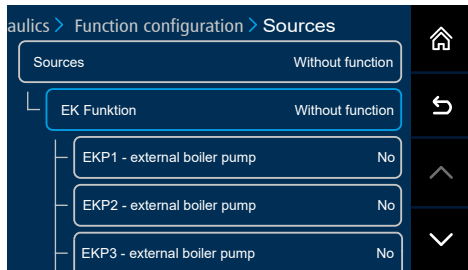 aulics > Function configuration > Sources
Sources Without function
EK Funktion Without function
EKP1 - external boiler pump No
EKP2 - external boiler pump No
EKP3 - external boiler pump No